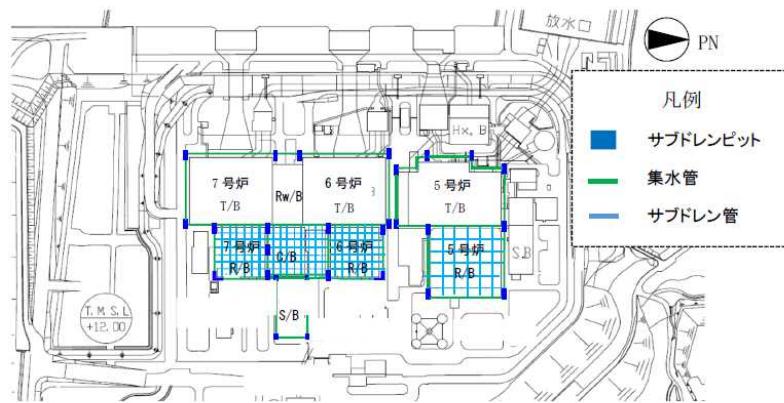 放水口
PN
凡例
サブドレンピット
集水管
サブドレン管
Hx. B
7号炉
T/B
Rw/B
6号炉
T/B
5号炉
T/B
7号炉
R/B
C/B
6号炉
R/B
5号炉
R/B
S.B
S/B
T.M.S.L
+12.00